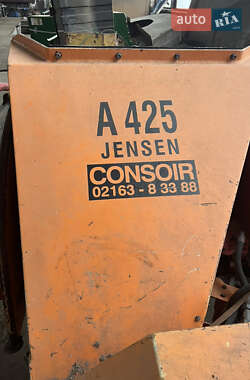 AUTO
RIA
A 425
JENSEN
CONSOIR
02163 - 8 33 88